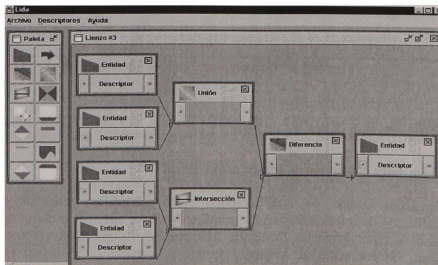 Lida
Archivo Descriptores Ayuda
Paleta
Lienzo #3
Entidad
Descriptor
Entidad
Descriptor
Unión
Entidad
Descriptor
Intersección
Entidad
Descriptor
Diferencia
Entidad
Descriptor